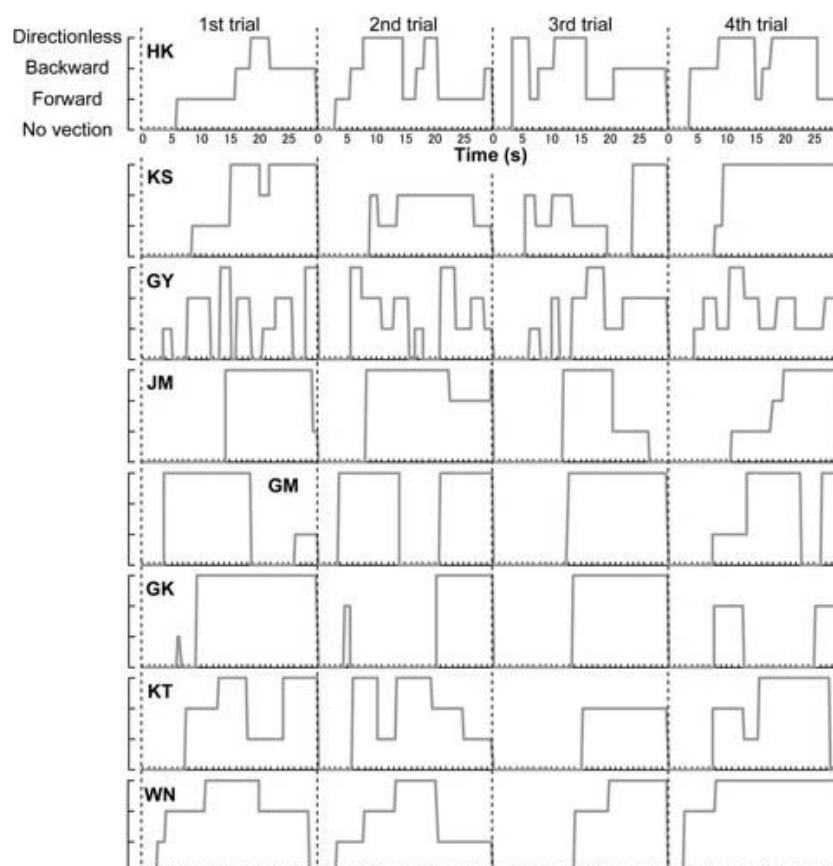 1st trial 2nd trial 3rd trial 4th trial
Directionless
HK
Backward
Forward
No vection
0 5 10 15 20 25 0 5 10 15 20 25 0 5 10 15 20 25 0 5 10 15 20 25
Time (s)
KS
GY
JM
GM
GK
KT
WN